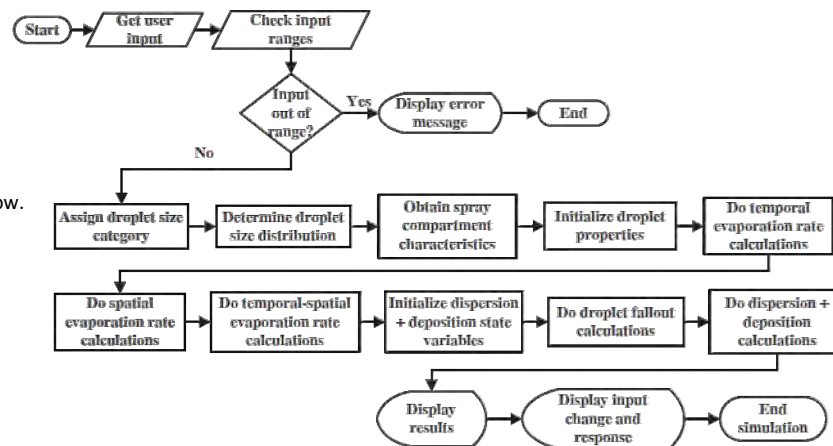 Start
Get user
input
Check input
ranges
Input
out of
range?
Yes
Display error
message
End
No
ow.
Assign droplet size
category
Determine droplet
size distribution
Obtain spray
compartment
characteristics
Initialize droplet
properties
Do temporal
evaporation rate
calculations
Do spatial
evaporation rate
calculations
Do temporal-spatial
evaporation rate
calculations
Initialize dispersion
+ deposition state
variables
Do droplet fallout
calculations
Do dispersion +
deposition
calculations
Display
results
Display input
change and
response
End
simulation